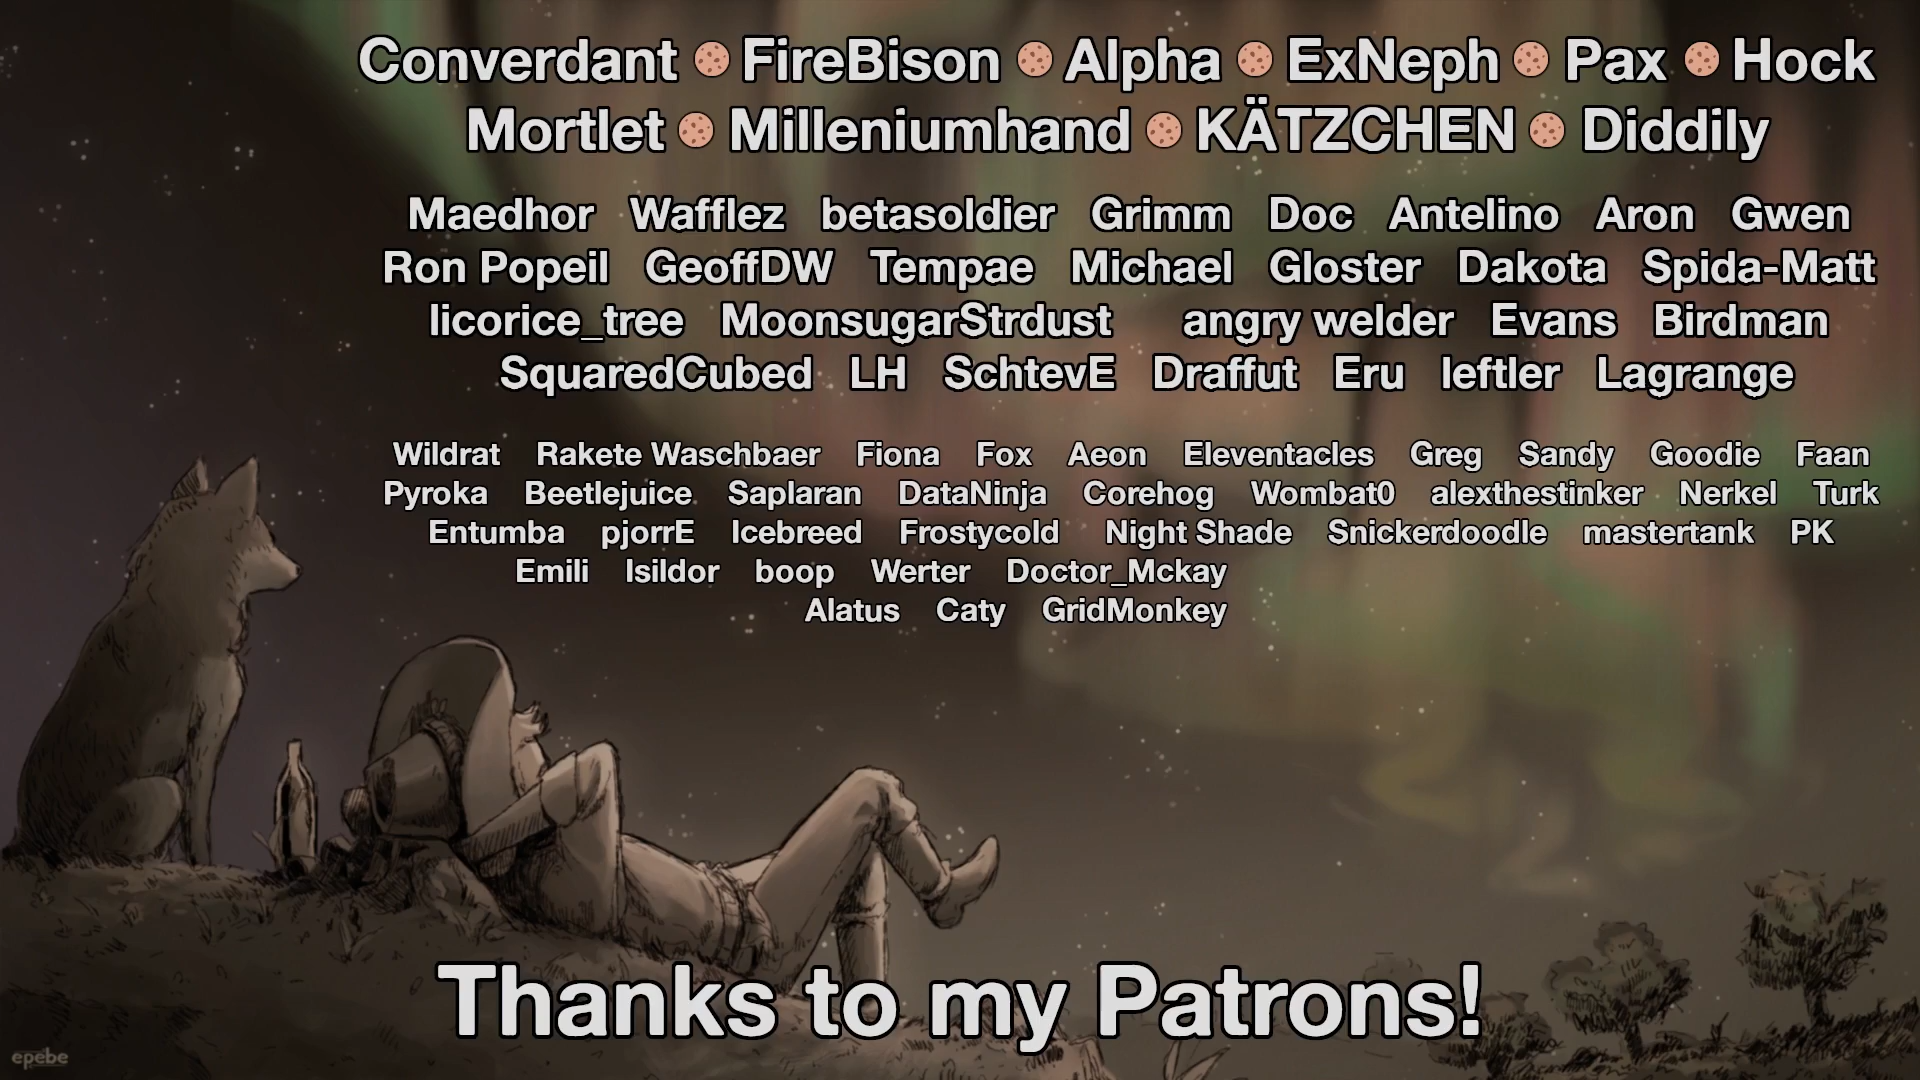 Converdant FireBison Alpha ExNeph Pax Hock
Mortlet Milleniumhand KÄTZCHEN Diddily
Maedhor Wafflez betasoldier Grimm Doc Antelino Aron Gwen
Ron Popeil GeoffDW Tempae Michael Gloster Dakota Spida-Matt
licorice_tree MoonsugarStrdust angry welder Evans Birdman
SquaredCubed LH SchtevE Draffut Eru leftler Lagrange
Wildrat Rakete Waschbaer Fiona Fox Aeon Eleventacles Greg Sandy Goodie Faan
Pyroka Beetlejuice Saplaran DataNinja Corehog Wombat0 alexthestinker Nerkel Turk
Entumba pjorrE Icebreed Frostycold Night Shade Snickerdoodle mastertank PK
Emili Isildor boop Werter Doctor_Mckay
Alatus Caty GridMonkey
Thanks to my Patrons!
epebe